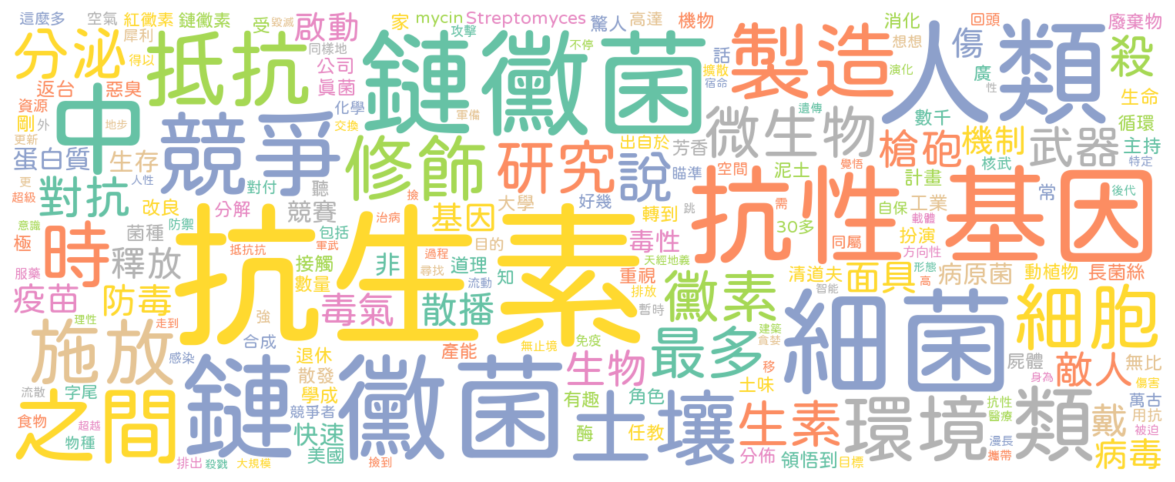 這麼多 空氣 紅黴素 鏈黴素 受 毀滅 啟動 家 mycin Streptomyces 驚人 高達 機物 消化 回頭 廢棄物
分泌 犀利 得以 抵抗 同樣地 公司 真菌 鏈黴菌 攻擊 不停 話 擴散 宿命 製造 想想 演化 人類 傷 廣 性 殺 生命
返台 惡臭 資源 剛 外 地步 更新 中 化學 交換 軍備 遺傳 微生物 數千 槍砲 機制 核武 武器 循環 主持 特定
蛋白質 生存 競爭 修飾 研究 說 出自於 芳香 瞄準 空間 泥土 覺悟 計畫 常 後代
更 人性 超級 對抗 改良 分解 對付 聽 競賽 防禦 撿 基因 大學 好幾 轉到 跳 抗性基因 需 30多 自保 載體 工業
意識 極 時 菌種 釋放 抵抗抗 軍武 包括 治病 抗生素 過程 尋找 目的 道理 流動 知 非 接觸 數量 毒性 天經地義 重視 同屬 扮演 方向性
服藥 疫苗 防毒 毒氣 強 散播 排放 暫時 黴素 清道夫 智能 面具 形態 高 病原菌 動植物 長菌絲
理性 走到 施放 感染 合成 退休 散發 學成 產能 無止境 免疫 生物 最多 建築 貪婪 移 細菌 細胞 屍體 敵人 無比 身為 傷害
流散 字尾 食物 超越 物種 之間 鏈黴菌 競爭者 快速 美國 有趣 角色 酶 任教 土壤 土味 生素 分佈 環境 類 抗性 醫療 漫長 攜帶 戴 萬古 用抗 被迫
排出 殺戮 大規模 撿到 領悟到 目標 病毒